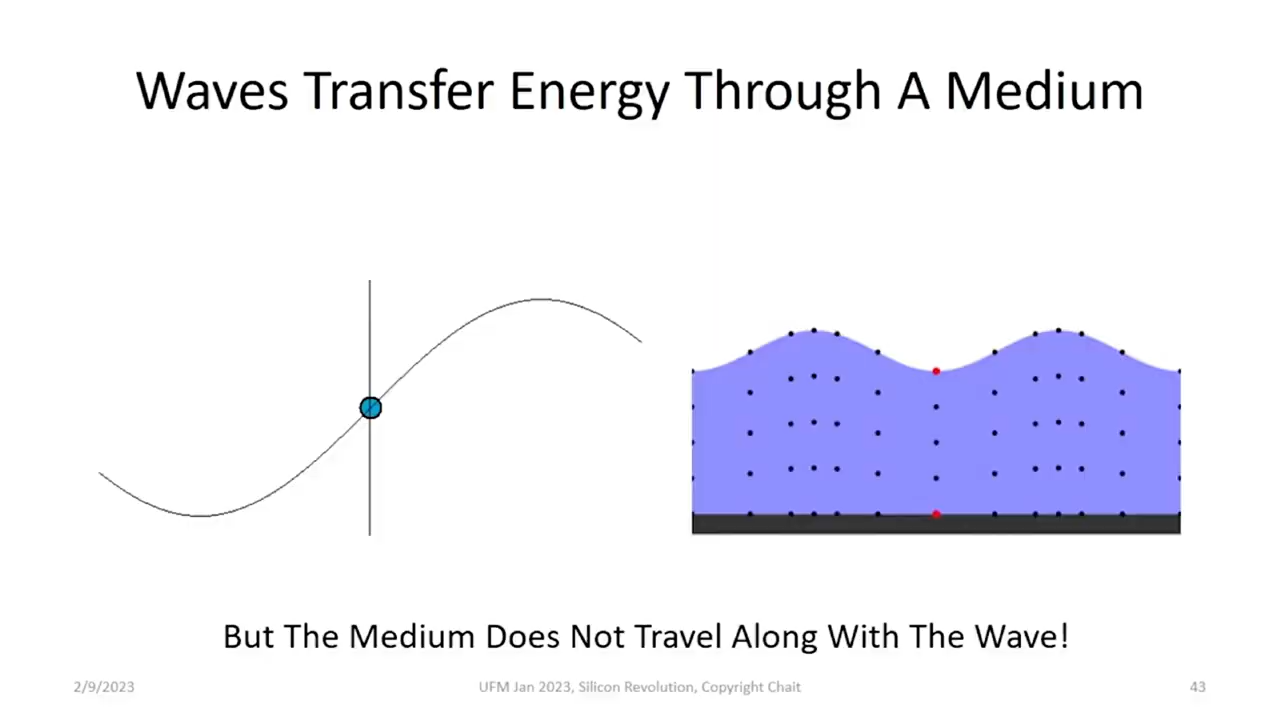 Waves Transfer Energy Through A Medium
But The Medium Does Not Travel Along With The Wave!
2/9/2023
UFM Jan 2023, Silicon Revolution, Copyright Chait
43